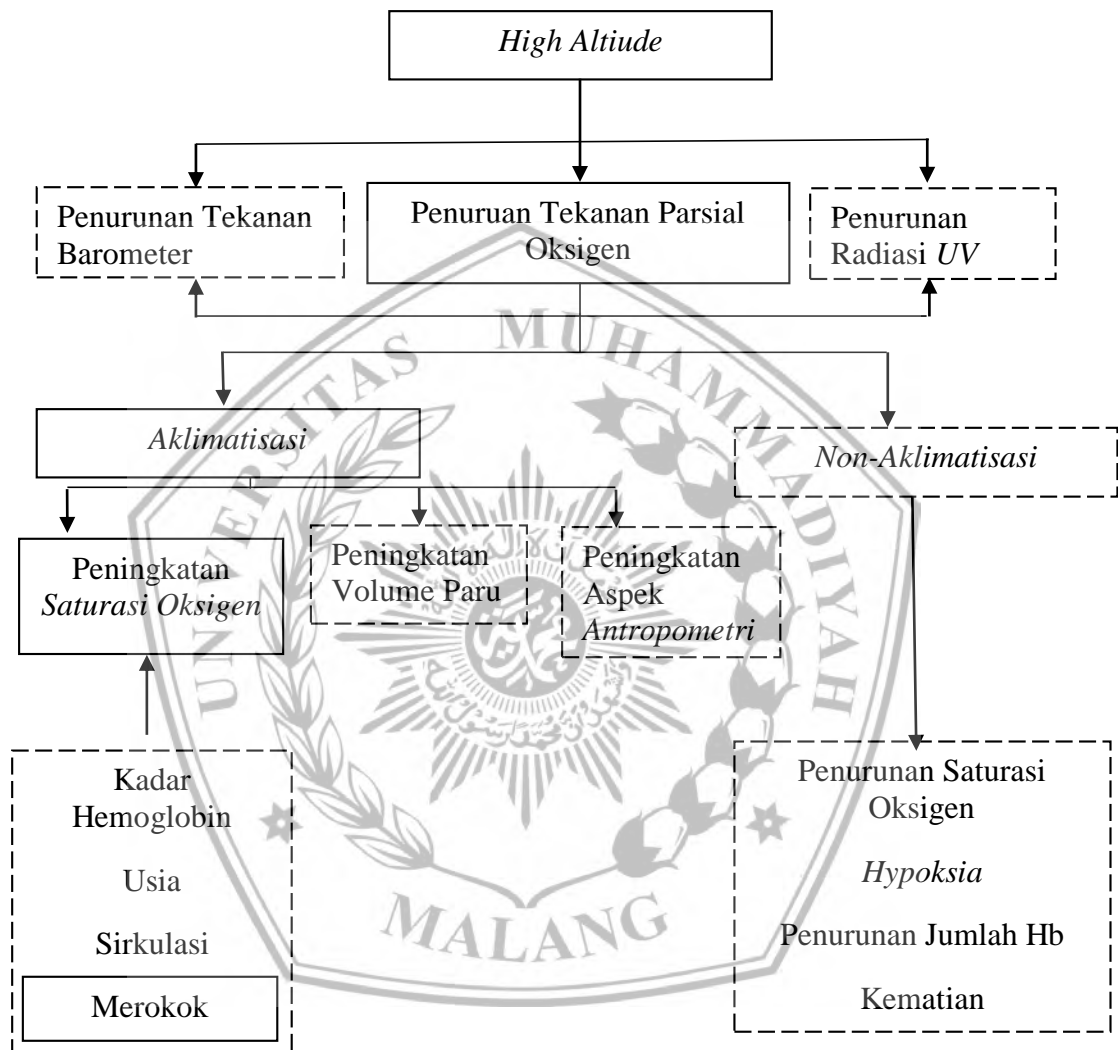 High Altiude
Penurunan Tekanan
Barometer
Penuruan Tekanan Parsial
Oksigen
Penurunan
Radiasi UV
UNIVERSITAS MUHAMMADIYAH
MALANG
Aklimatisasi
Non-Aklimatisasi
Peningkatan
Saturasi Oksigen
Peningkatan
Volume Paru
Peningkatan
Aspek
Antropometri
Kadar
Hemoglobin
Usia
Sirkulasi
Merokok
Penurunan Saturasi
Oksigen
Hypoksia
Penurunan Jumlah Hb
Kematian